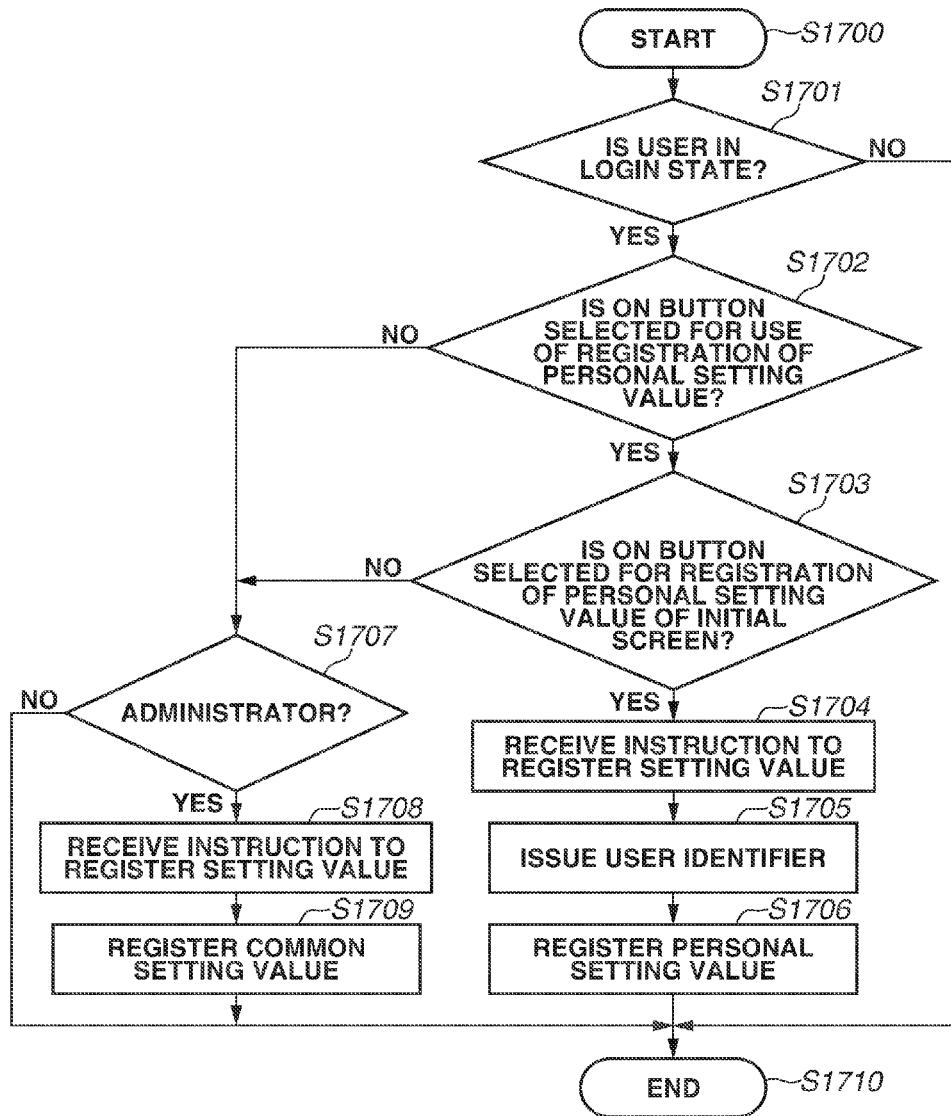 START
S1700
S1701
IS USER IN
LOGIN STATE?
NO
YES
S1702
IS ON BUTTON
SELECTED FOR USE
OF REGISTRATION OF
PERSONAL SETTING
VALUE?
NO
YES
S1703
IS ON BUTTON
SELECTED FOR REGISTRATION
OF PERSONAL SETTING
VALUE OF INITIAL
SCREEN?
NO
YES
S1707
ADMINISTRATOR?
NO
YES
S1704
RECEIVE INSTRUCTION TO
REGISTER SETTING VALUE
S1705
ISSUE USER IDENTIFIER
S1706
REGISTER PERSONAL
SETTING VALUE
S1708
RECEIVE INSTRUCTION TO
REGISTER SETTING VALUE
S1709
REGISTER COMMON
SETTING VALUE
END
S1710